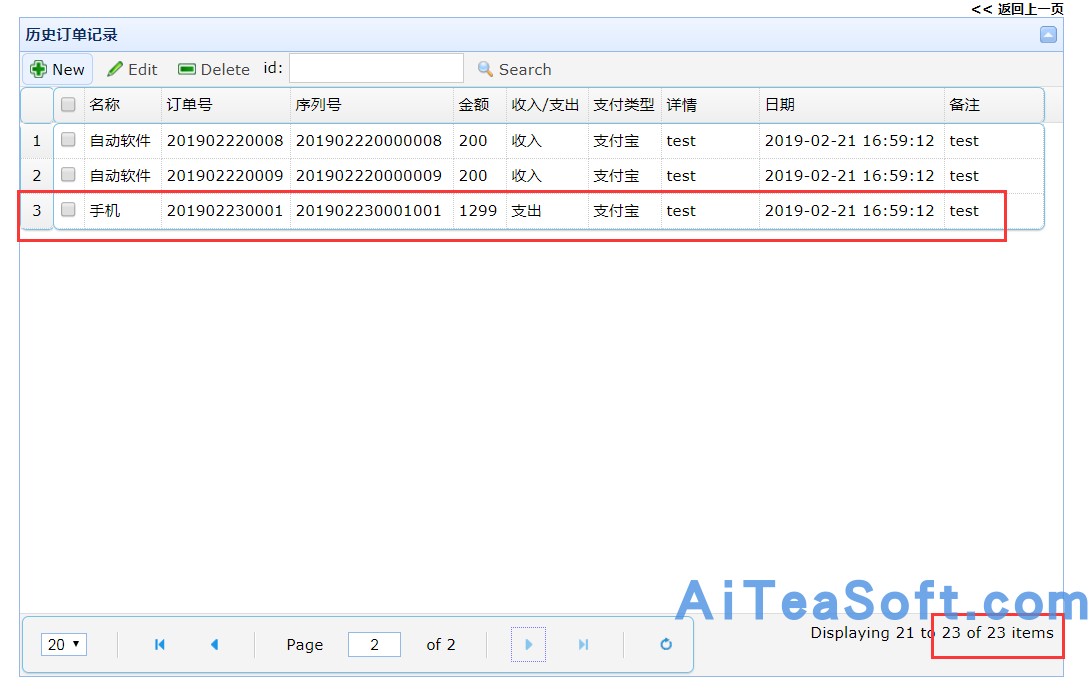 << 返回上一页
历史订单记录
New Edit Delete id: Search
名称 订单号 序列号 金额 收入/支出 支付类型 详情 日期 备注
1 自动软件 201902220008 201902220000008 200 收入 支付宝 test 2019-02-21 16:59:12 test
2 自动软件 201902220009 201902220000009 200 收入 支付宝 test 2019-02-21 16:59:12 test
3 手机 201902230001 201902230001001 1299 支出 支付宝 test 2019-02-21 16:59:12 test
AiTeaSoft.com
20 Page 2 of 2 Displaying 21 to 23 of 23 items